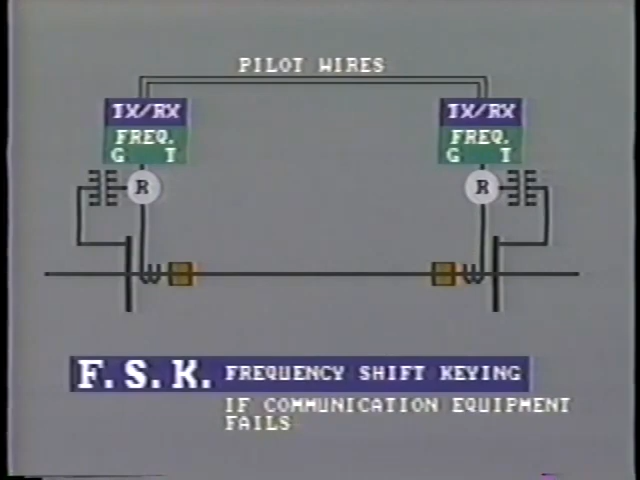 PILOT WIRES
TX/RX
TX/RX
FREQ.
FREQ.
G T
G T
R
R
F.S.K. FREQUENCY SHIFT KEYING
IF COMMUNICATION EQUIPMENT
FAILS